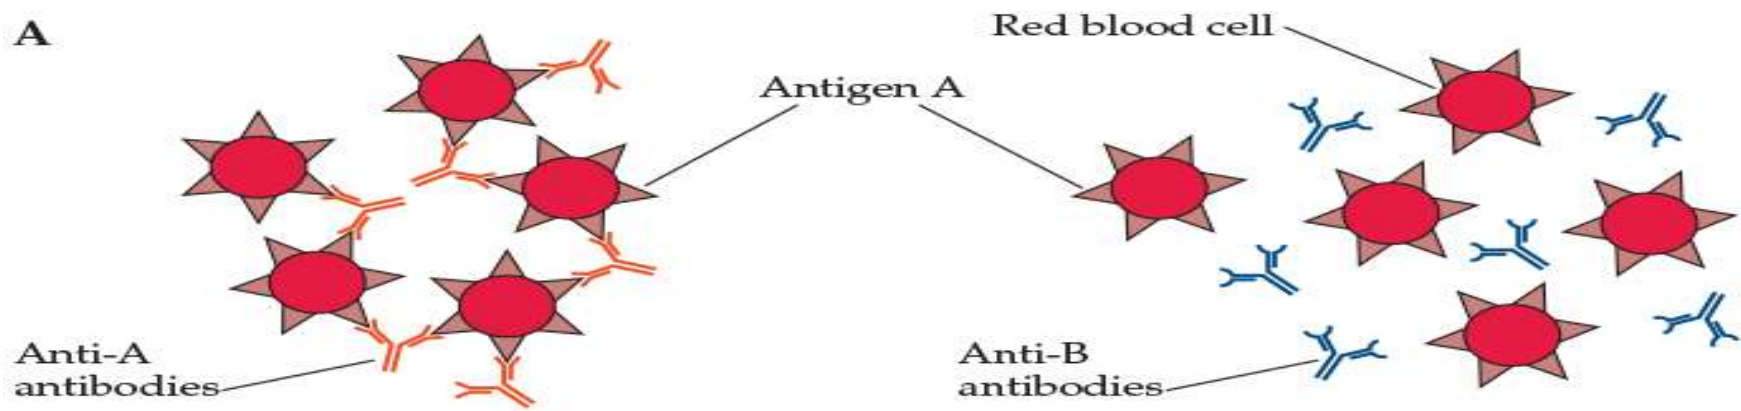 A
Red blood cell
Antigen A
Anti-A
antibodies
Anti-B
antibodies